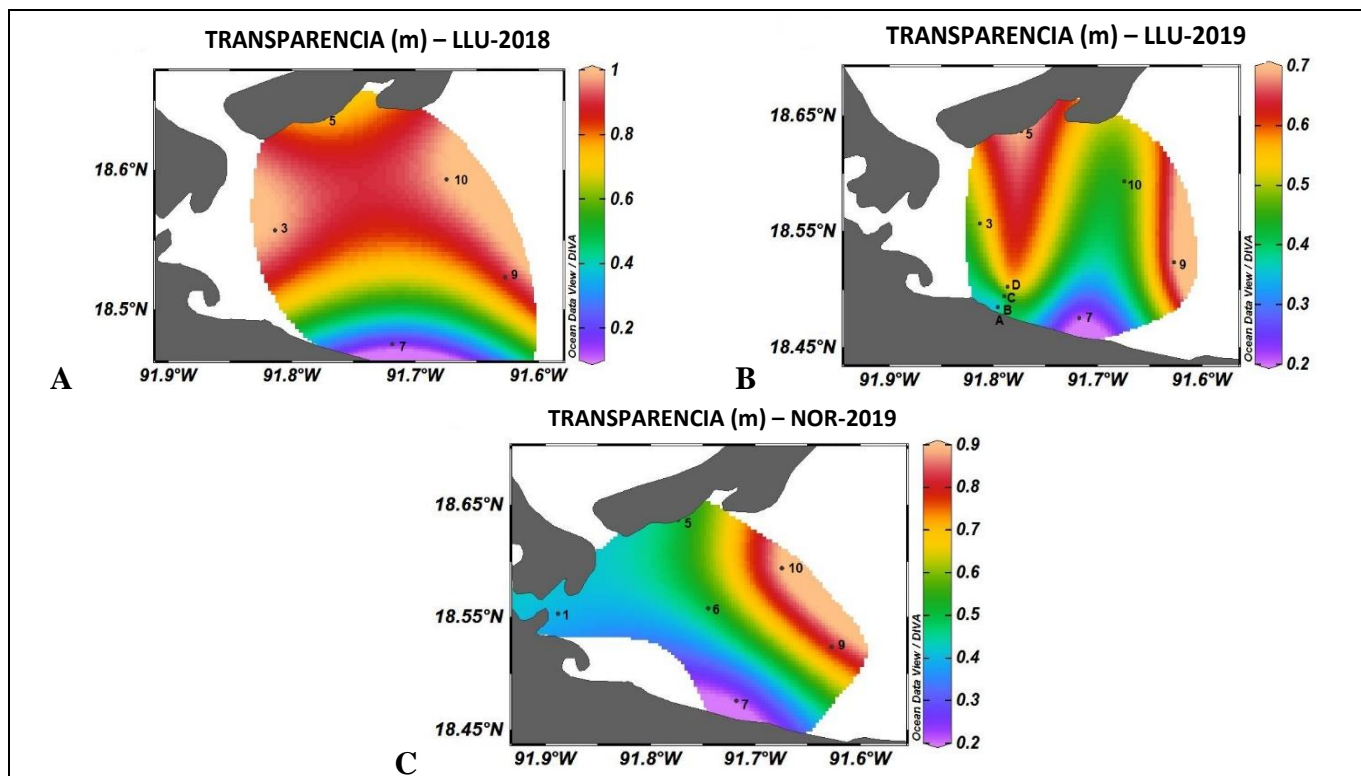 TRANSPARENCIA (m) – LLU-2018
1
0.8
0.6
0.4
0.2
18.6°N
18.5°N
91.9°W 91.8°W 91.7°W 91.6°W
5
10
3
9
7
Ocean Data View / DIVA
A
TRANSPARENCIA (m) – LLU-2019
0.7
0.6
0.5
0.4
0.3
0.2
18.65°N
18.55°N
18.45°N
91.9°W 91.8°W 91.7°W 91.6°W
5
10
3
9
D
C
B
A
7
Ocean Data View / DIVA
B
TRANSPARENCIA (m) – NOR-2019
0.9
0.8
0.7
0.6
0.5
0.4
0.3
0.2
18.65°N
18.55°N
18.45°N
91.9°W 91.8°W 91.7°W 91.6°W
5
10
1
6
9
7
Ocean Data View / DIVA
C